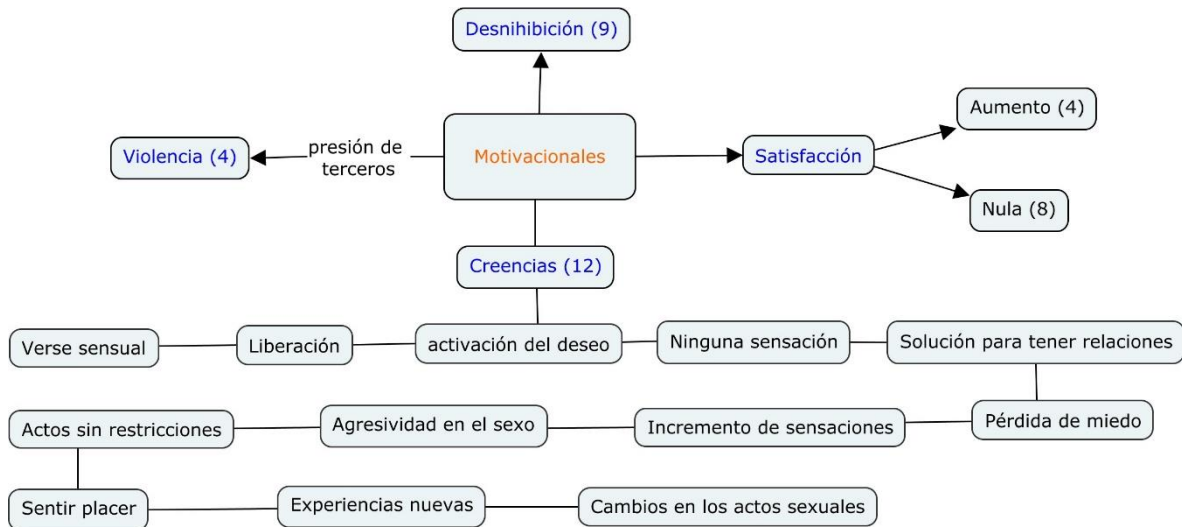 Desnihibición (9)
Aumento (4)
Violencia (4)
presión de
terceros
Motivacionales
Satisfacción
Nula (8)
Creencias (12)
Verse sensual
Liberación
activación del deseo
Ninguna sensación
Solución para tener relaciones
Actos sin restricciones
Agresividad en el sexo
Incremento de sensaciones
Pérdida de miedo
Sentir placer
Experiencias nuevas
Cambios en los actos sexuales